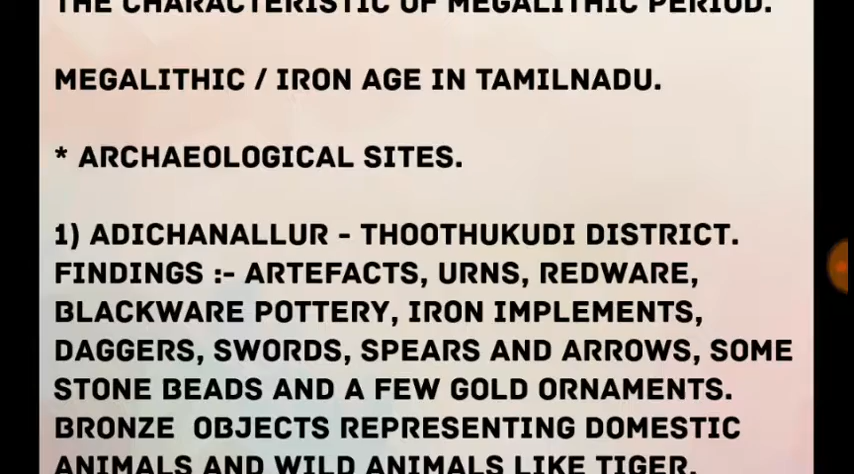 THE CHARACTERISTIC OF MEGALITHIC PERIOD.
MEGALITHIC / IRON AGE IN TAMILNADU.
* ARCHAEOLOGICAL SITES.
1) ADICHANALLUR - THOOTHUKUDI DISTRICT.
FINDINGS :- ARTEFACTS, URNS, REDWARE,
BLACKWARE POTTERY, IRON IMPLEMENTS,
DAGGERS, SWORDS, SPEARS AND ARROWS, SOME
STONE BEADS AND A FEW GOLD ORNAMENTS.
BRONZE OBJECTS REPRESENTING DOMESTIC
ANIMALS AND WILD ANIMALS LIKE TIGER,